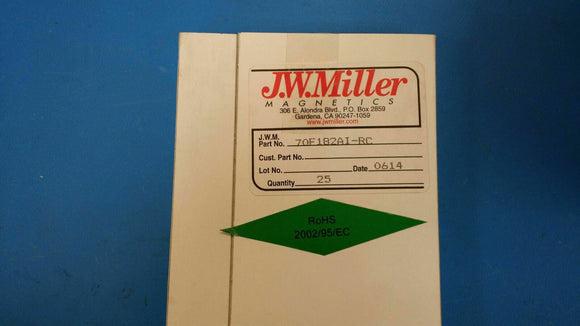 J.W.Miller
MAGNETICS
306 E. Alondra Blvd., P.O. Box 2859
Gardena, CA 90247-1059
www.jwmiller.com
J.W.M.
Part No. 70F182AI-RC
Cust. Part No.
Lot No. Date 0614
Quantity 25
RoHS
2002/95/EC